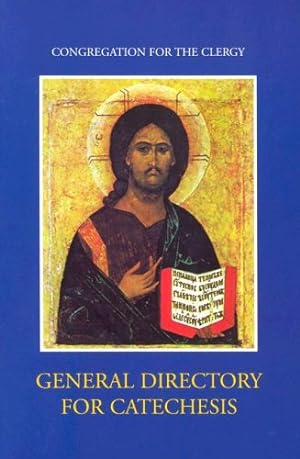 CONGREGATION FOR THE CLERGY
GENERAL DIRECTORY
FOR CATECHESIS